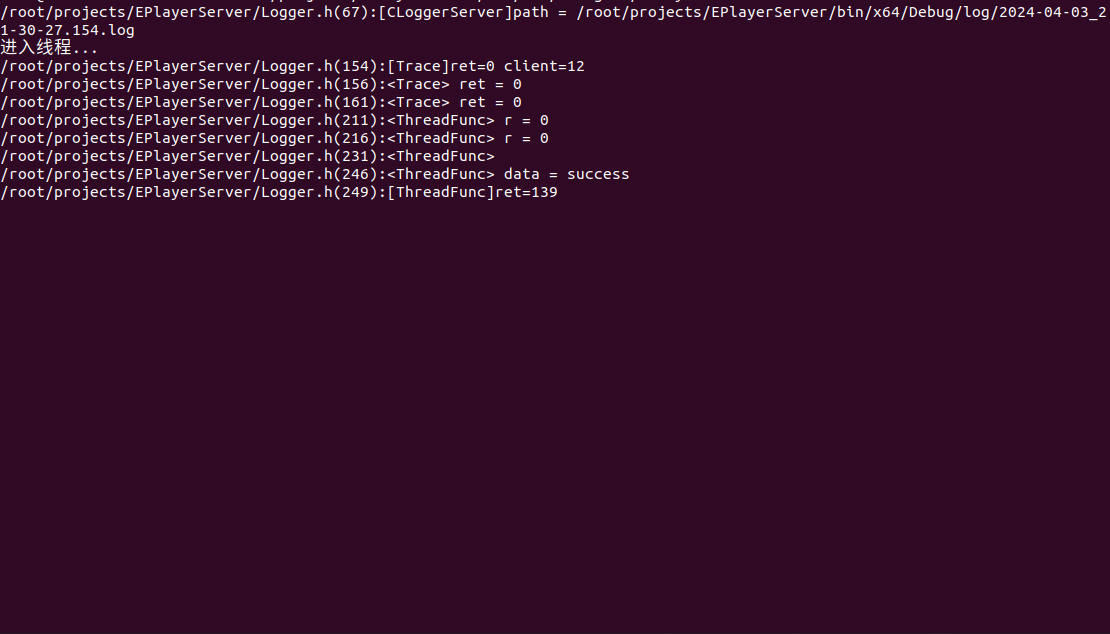 /root/projects/EPlayerServer/Logger.h(67):[CLoggerServer]path = /root/projects/EPlayerServer/bin/x64/Debug/log/2024-04-03_2
1-30-27.154.log
进入线程...
/root/projects/EPlayerServer/Logger.h(154):[Trace]ret=0 client=12
/root/projects/EPlayerServer/Logger.h(156):<Trace> ret = 0
/root/projects/EPlayerServer/Logger.h(161):<Trace> ret = 0
/root/projects/EPlayerServer/Logger.h(211):<ThreadFunc> r = 0
/root/projects/EPlayerServer/Logger.h(216):<ThreadFunc> r = 0
/root/projects/EPlayerServer/Logger.h(231):<ThreadFunc>
/root/projects/EPlayerServer/Logger.h(246):<ThreadFunc> data = success
/root/projects/EPlayerServer/Logger.h(249):[ThreadFunc]ret=139